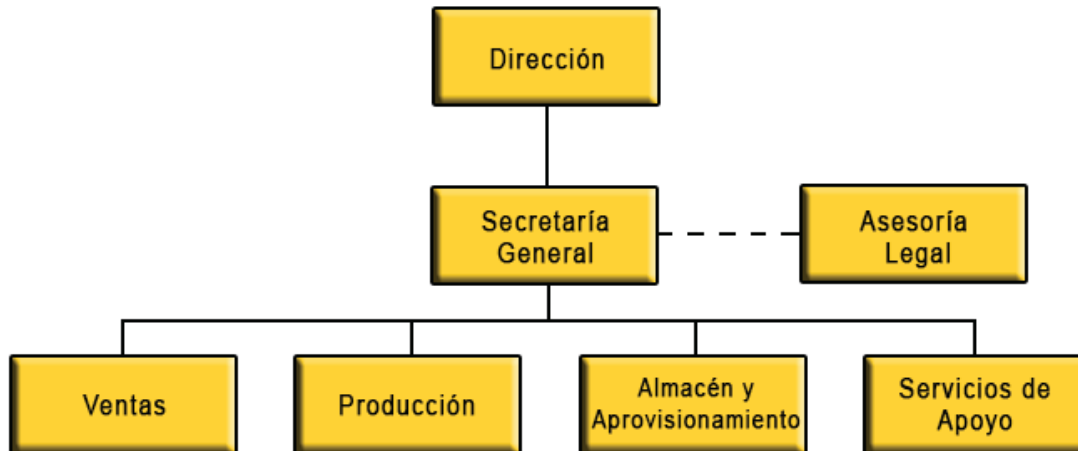 Dirección
Secretaría
General
Asesoría
Legal
Ventas
Producción
Almacén y
Aprovisionamiento
Servicios de
Apoyo